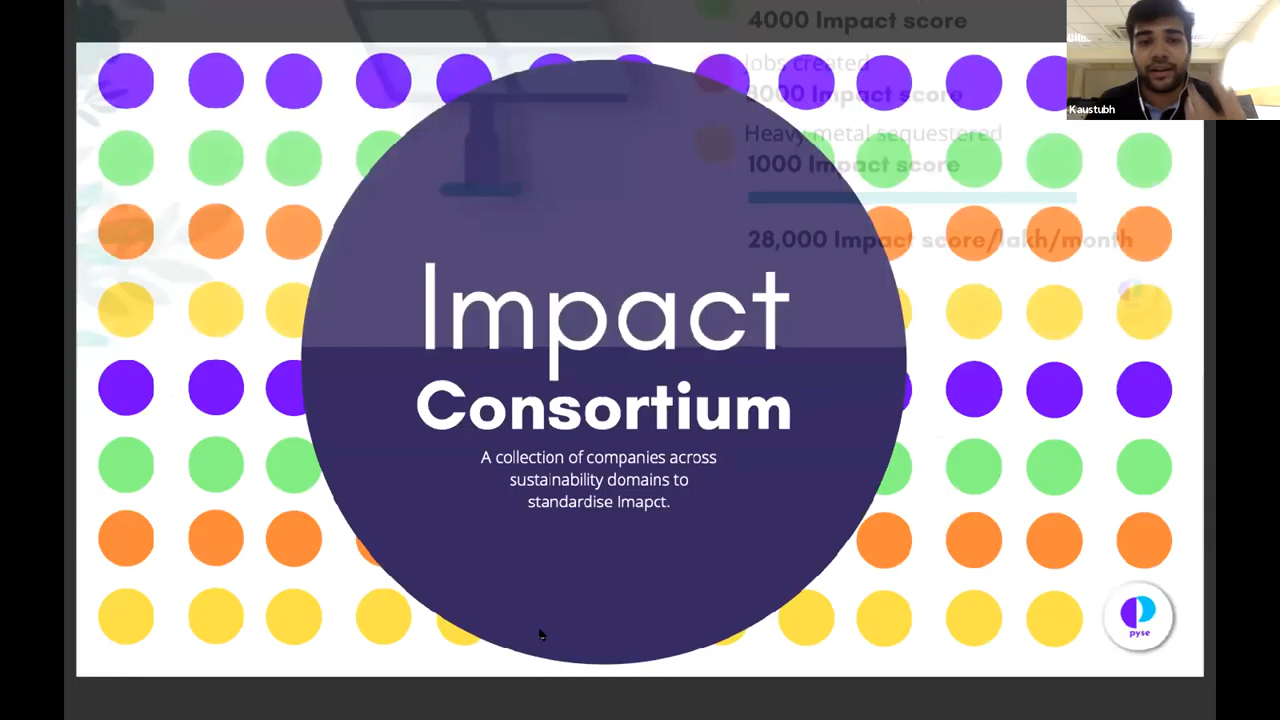 4000 Impact score
Jobs created
3000 Impact score
Heavy metal sequestered
1000 Impact score
28,000 Impact score/lakh/month
Kaustubh
Impact
Consortium
A collection of companies across
sustainability domains to
standardise Imapct.
pyse